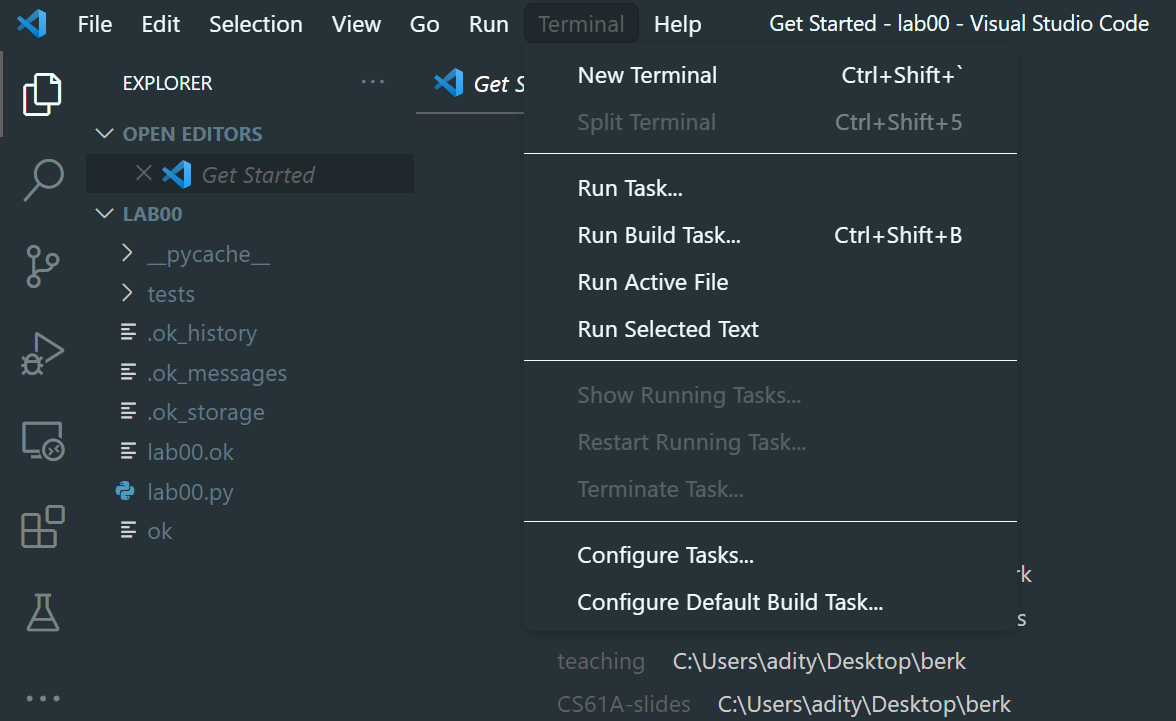 File Edit Selection View Go Run Terminal Help Get Started - lab00 - Visual Studio Code
EXPLORER ...
OPEN EDITORS
Get Started
LAB00
__pycache__
tests
.ok_history
.ok_messages
.ok_storage
lab00.ok
lab00.py
ok
...
Get S
New Terminal Ctrl+Shift+`
Split Terminal Ctrl+Shift+5
Run Task...
Run Build Task... Ctrl+Shift+B
Run Active File
Run Selected Text
Show Running Tasks...
Restart Running Task...
Terminate Task...
Configure Tasks...
Configure Default Build Task...
rk
s
teaching C:\Users\adity\Desktop\berk
CS61A-slides C:\Users\adity\Desktop\berk